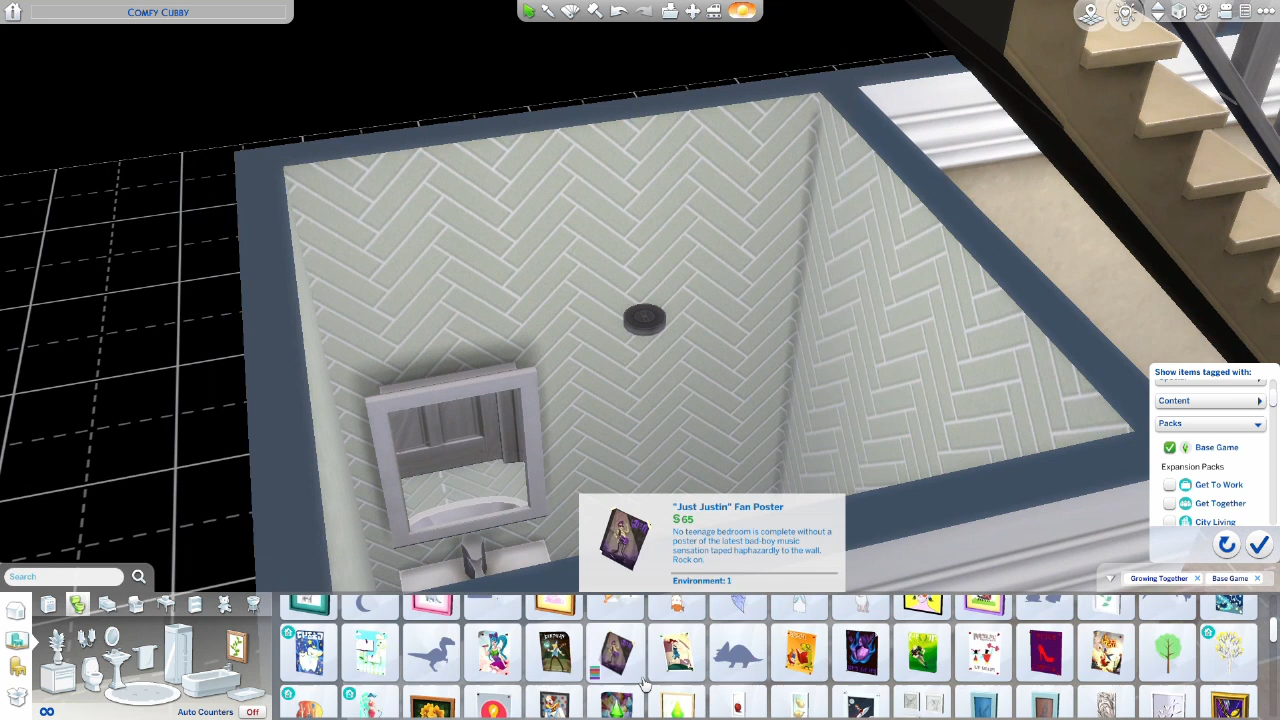 COMFY CUBBY
Show items tagged with:
Content
Packs
Base Game
Expansion Packs
Get To Work
Get Together
City Living
"Just Justin" Fan Poster
§65
No teenage bedroom is complete without a
poster of the latest bad-boy music
sensation taped haphazardly to the wall.
Rock on.
Environment: 1
Search
Growing Together
Base Game
Auto Counters
Off